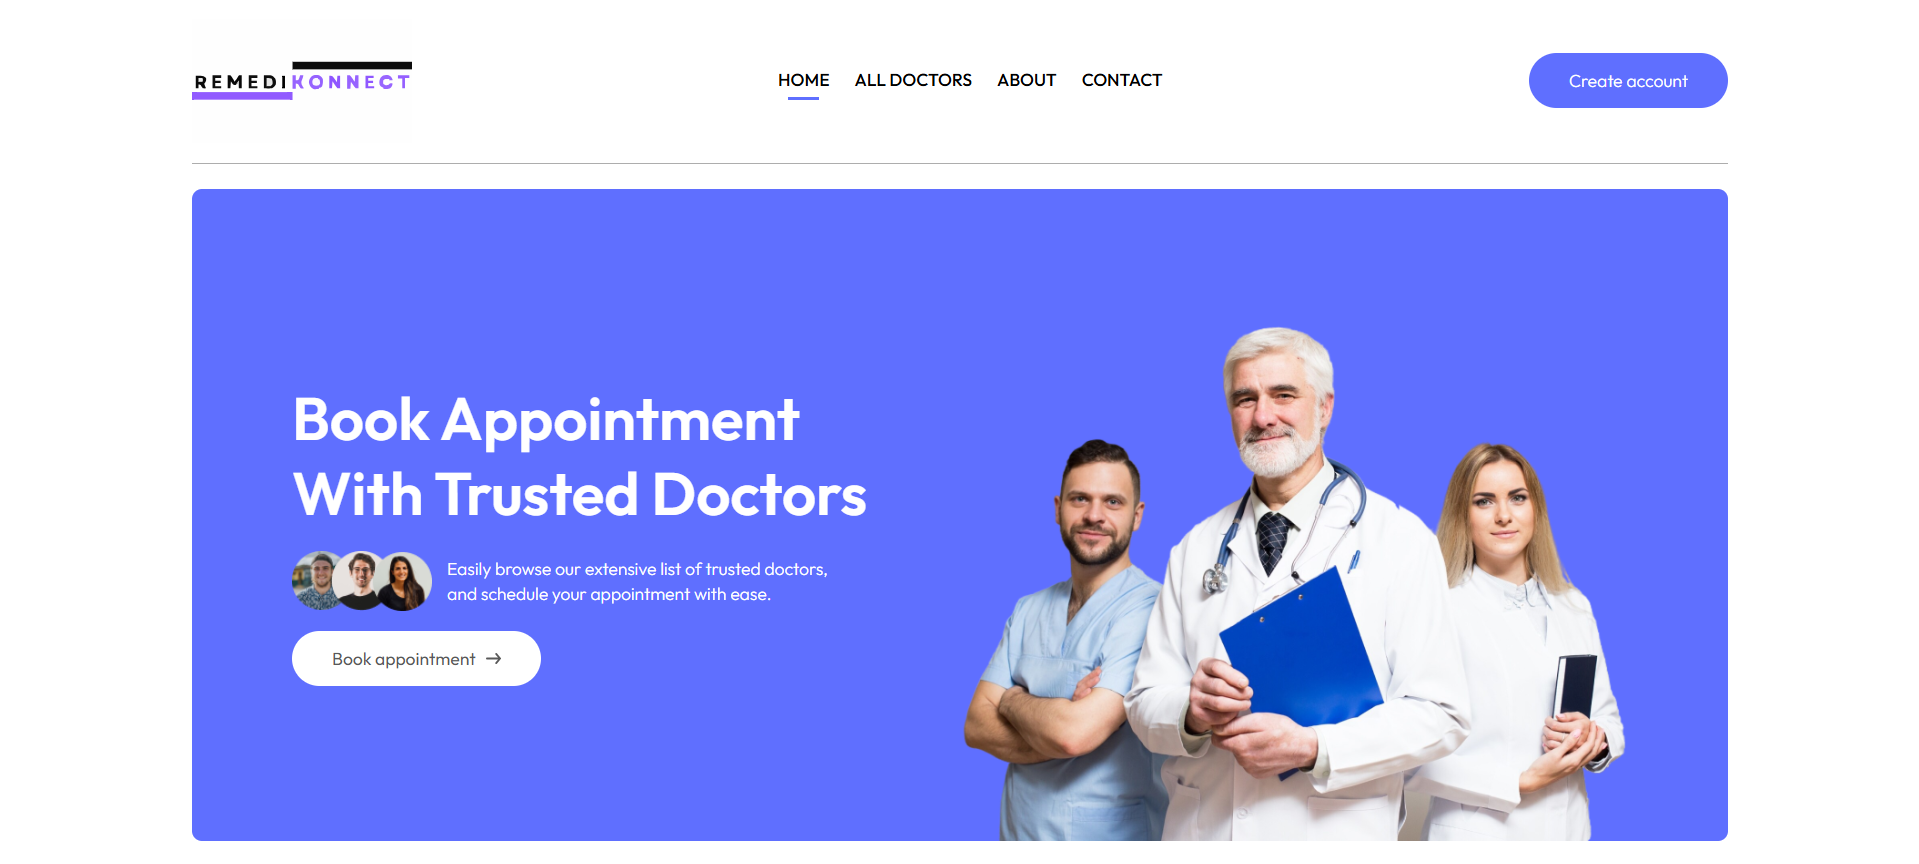 REMEDIKONNECT
HOME
ALL DOCTORS
ABOUT
CONTACT
Create account
Book Appointment
With Trusted Doctors
Easily browse our extensive list of trusted doctors,
and schedule your appointment with ease.
Book appointment →